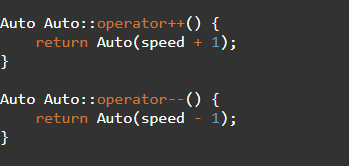 Auto Auto::operator++() {
    return Auto(speed + 1);
}
Auto Auto::operator--() {
    return Auto(speed - 1);
}